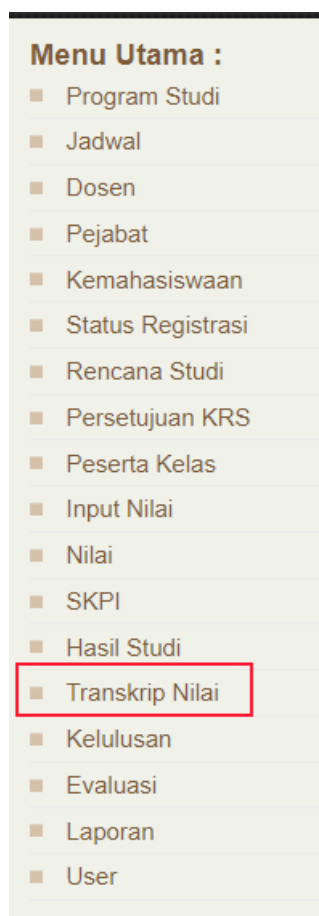 Menu Utama :
Program Studi
Jadwal
Dosen
Pejabat
Kemahasiswaan
Status Registrasi
Rencana Studi
Persetujuan KRS
Peserta Kelas
Input Nilai
Nilai
SKPI
Hasil Studi
Transkrip Nilai
Kelulusan
Evaluasi
Laporan
User